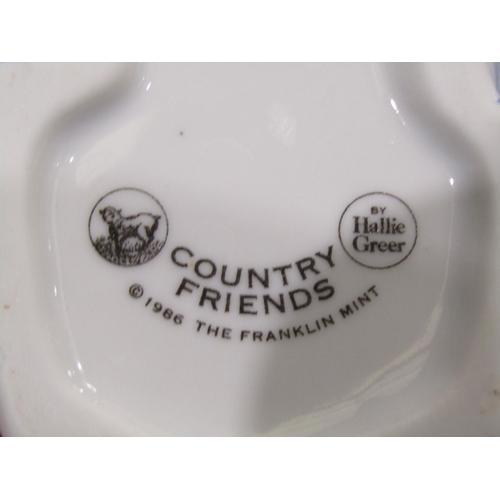 BY
Hallie
Greer
COUNTRY
FRIENDS
© 1986 THE FRANKLIN MINT